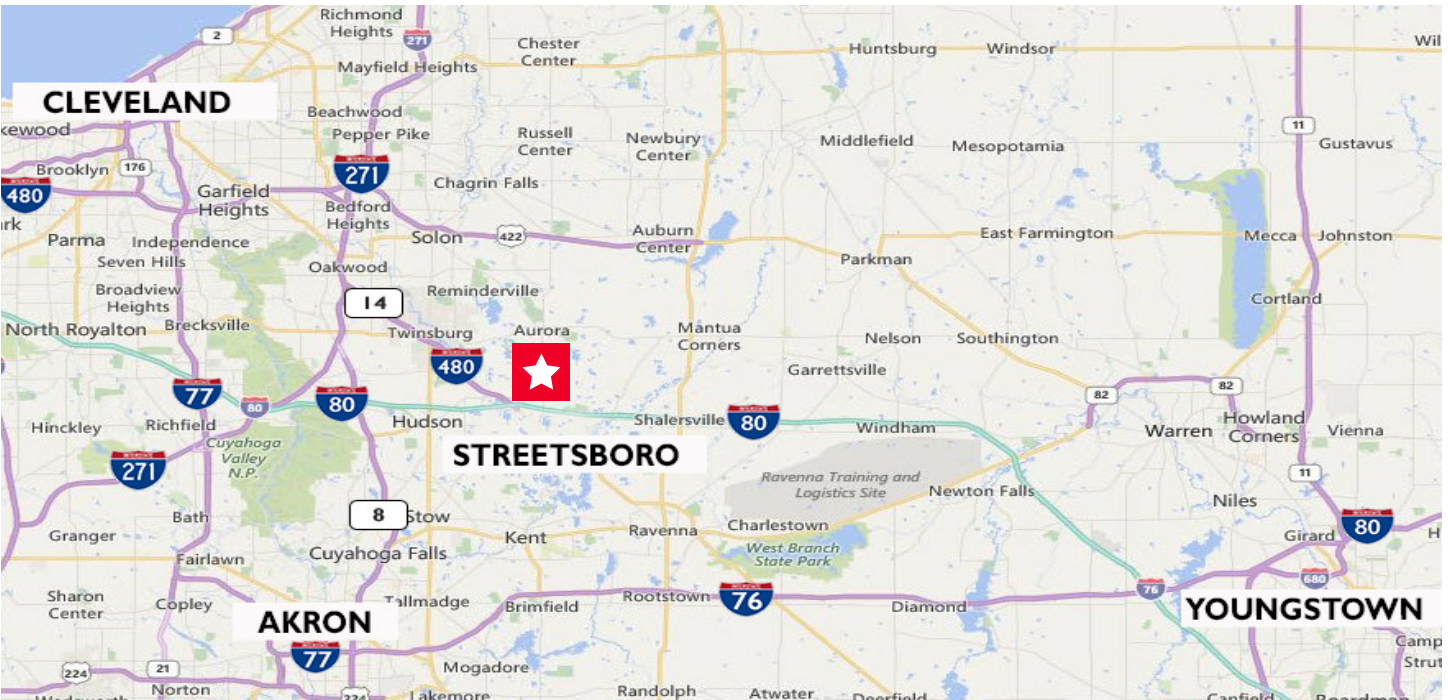 Richmond
Heights
2
271
Chester
Center
Huntsburg
Windsor
Wil
Mayfield Heights
CLEVELAND
Beachwood
kewood
Pepper Pike
Russell
Center
Newbury
Center
Middlefield
Mesopotamia
11
Gustavus
Brooklyn
176
271
480
Garfield
Heights
Chagrin Falls
Bedford
Heights
rk
Parma
Independence
Solon
422
Auburn
Center
East Farmington
Mecca
Johnston
Seven Hills
Oakwood
Parkman
Broadview
Heights
14
Reminderville
Cortland
North Royalton
Brecksville
Twinsburg
Aurora
Mantua
Corners
Nelson
Southington
480
Garrettsville
77
80
80
82
82
Hinckley
Richfield
Hudson
Shalersville
80
Windham
Warren
Howland
Corners
Vienna
Cuyahoga
Valley
N.P.
271
STREETSBORO
Ravenna Training and
Logistics Site
Newton Falls
11
Niles
Bath
8
Stow
Granger
Kent
Ravenna
Charlestown
Girard
80
H
Fairlawn
Cuyahoga Falls
West Branch
State Park
680
Sharon
Center
Copley
Tallmadge
Brimfield
Rootstown
76
Diamond
76
YOUNGSTOWN
AKRON
77
Camp
Strut
224
21
Mogadore
Norton
224
Lakemore
Randolph
Atwater
Deerfield
Canfield
Boardman
Wadsworth